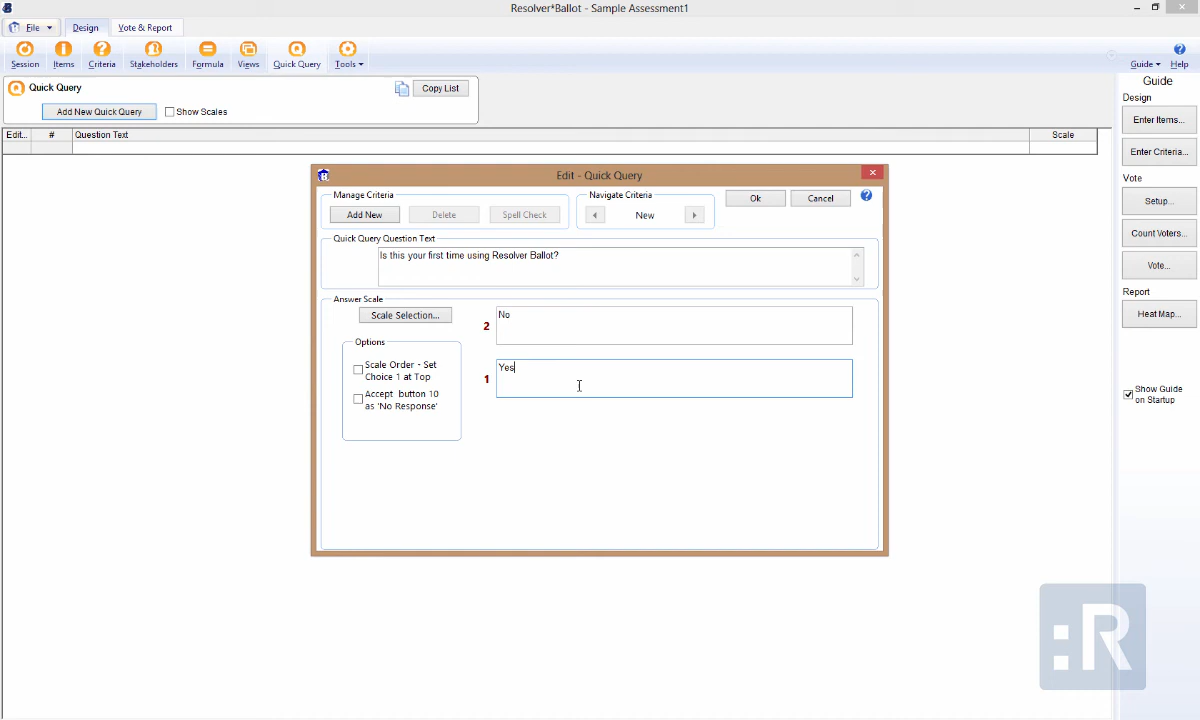 Resolver*Ballot - Sample Assessment1
File
Design
Vote & Report
Session
Items
Criteria
Stakeholders
Formula
Views
Quick Query
Tools
Guide
Help
Quick Query
Copy List
Add New Quick Query
Show Scales
Edit...
#
Question Text
Scale
Edit - Quick Query
Manage Criteria
Add New
Delete
Spell Check
Navigate Criteria
New
Ok
Cancel
Quick Query Question Text
Is this your first time using Resolver Ballot?
Answer Scale
Scale Selection...
2
No
Options
Scale Order - Set
Choice 1 at Top
Accept button 10
as 'No Response'
1
Yes
Guide
Design
Enter Items...
Enter Criteria...
Vote
Setup...
Count Voters...
Vote...
Report
Heat Map...
Show Guide
on Startup
:R